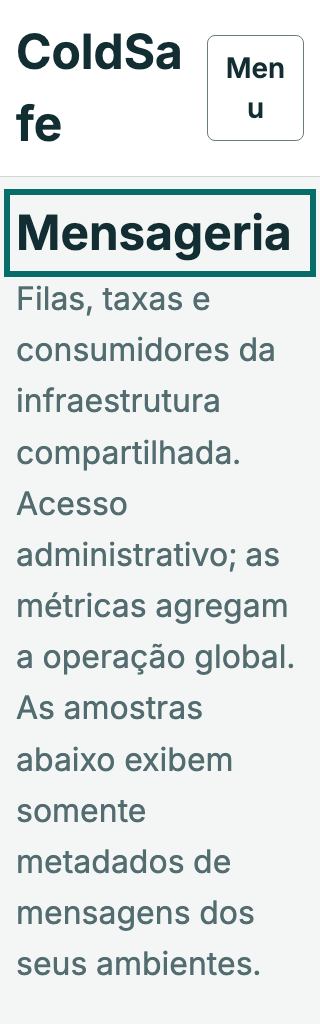 ColdSa
fe
Men
u
Mensageria
Filas, taxas e
consumidores da
infraestrutura
compartilhada.
Acesso
administrativo; as
métricas agregam
a operação global.
As amostras
abaixo exibem
somente
metadados de
mensagens dos
seus ambientes.